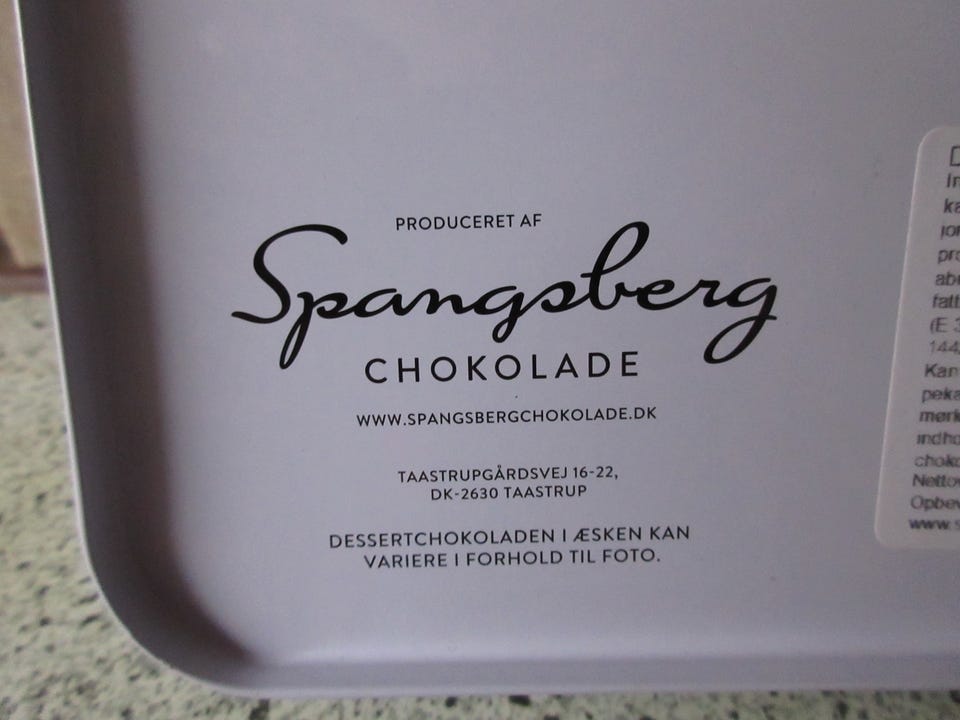 PRODUCERET AF
Spangsberg
CHOKOLADE
WWW.SPANGSBERGCHOKOLADE.DK
TAASTRUPGÅRDSVEJ 16-22,
DK-2630 TAASTRUP
DESSERTCHOKOLADEN I ÆSKEN KAN
VARIERE I FORHOLD TIL FOTO.